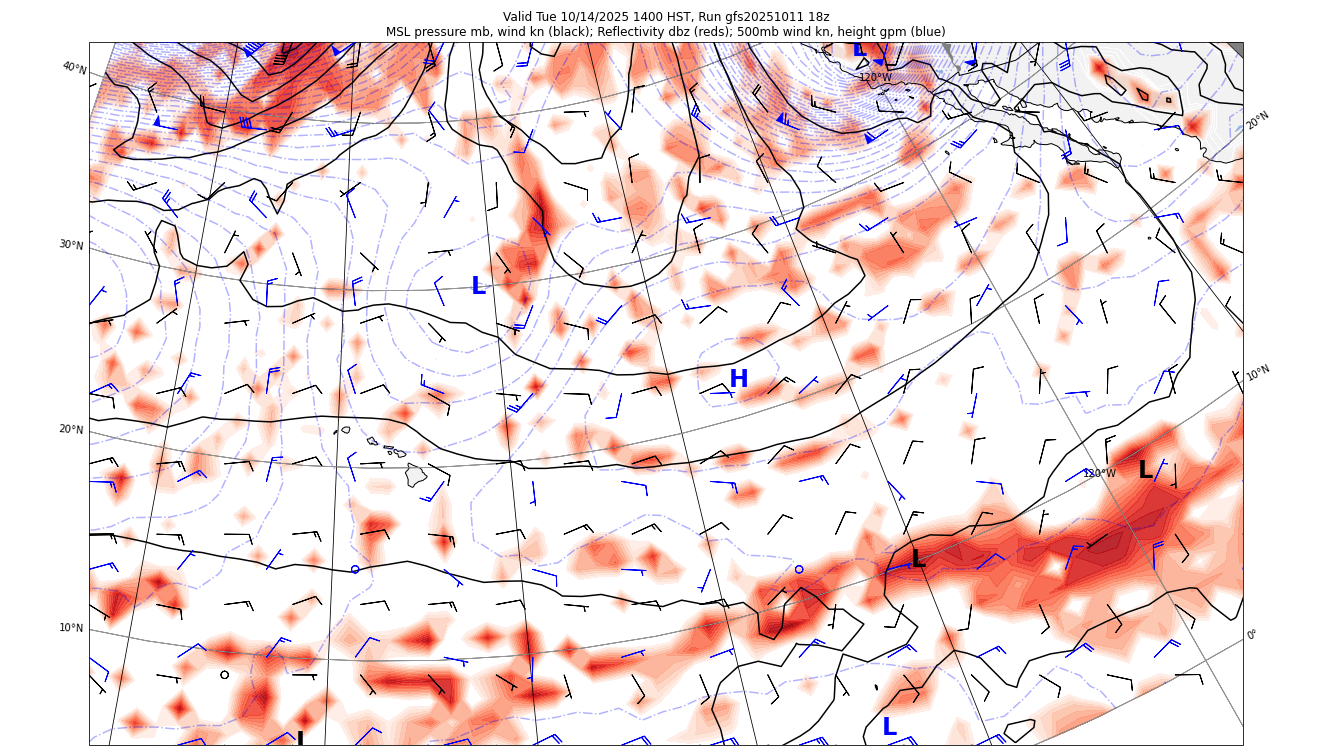 Valid Tue 10/14/2025 1400 HST, Run gfs20251011 18z
MSL pressure mb, wind kn (black); Reflectivity dbz (reds); 500mb wind kn, height gpm (blue)
L
40°N
120°W
20°N
30°N
L
H
10°N
20°N
L
120°W
L
10°N
0°
L
L